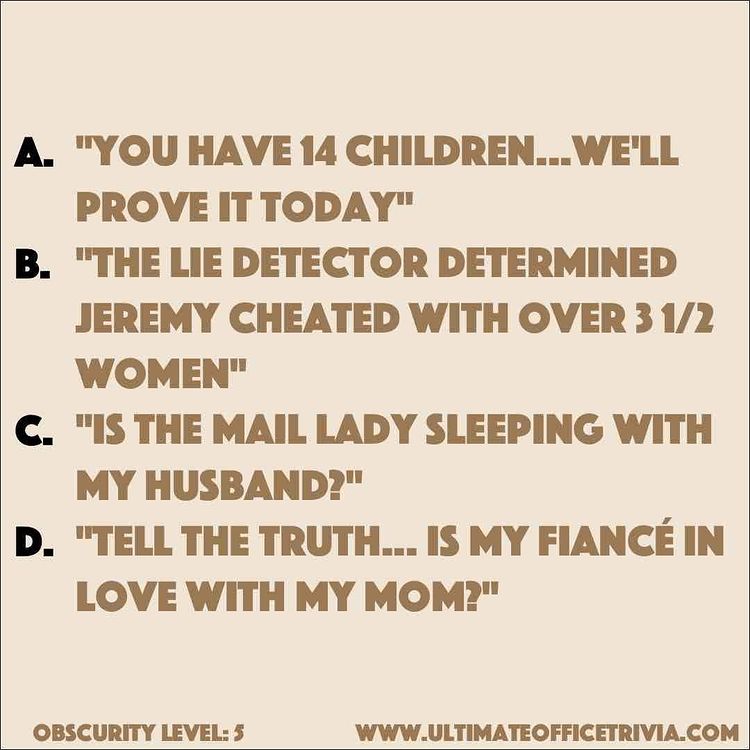 A. "YOU HAVE 14 CHILDREN...WE'LL
PROVE IT TODAY"
B. "THE LIE DETECTOR DETERMINED
JEREMY CHEATED WITH OVER 3 1/2
WOMEN"
C. "IS THE MAIL LADY SLEEPING WITH
MY HUSBAND?"
D. "TELL THE TRUTH... IS MY FIANCÉ IN
LOVE WITH MY MOM?"
OBSCURITY LEVEL: 5 WWW.ULTIMATEOFFICETRIVIA.COM